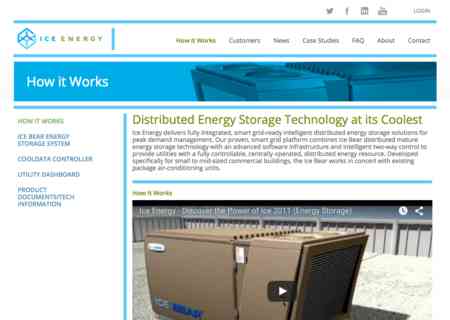 LOGIN
ICE ENERGY
How it Works Customers News Case Studies FAQ About Contact
How it Works
HOW IT WORKS
ICE BEAR ENERGY
STORAGE SYSTEM
COOLDATA CONTROLLER
UTILITY DASHBOARD
PRODUCT
DOCUMENTS/TECH
INFORMATION
Distributed Energy Storage Technology at its Coolest
Ice Energy delivers fully integrated, smart grid-ready intelligent distributed energy storage solutions for
peak demand management. Our proven, smart grid platform combines Ice Bear distributed mature
energy storage technology with an advanced software infrastructure and intelligent two-way control to
provide utilities with a fully controllable, centrally-operated, distributed energy resource. Developed
specifically for small to mid-sized commercial buildings, the Ice Bear works in concert with existing
package air-conditioning units.
How It Works
Ice Energy - Discover the Power of Ice 2011 (Energy Storage)
ICE BEAR